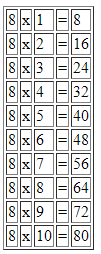 8 x 1 = 8
8 x 2 = 16
8 x 3 = 24
8 x 4 = 32
8 x 5 = 40
8 x 6 = 48
8 x 7 = 56
8 x 8 = 64
8 x 9 = 72
8 x 10 = 80